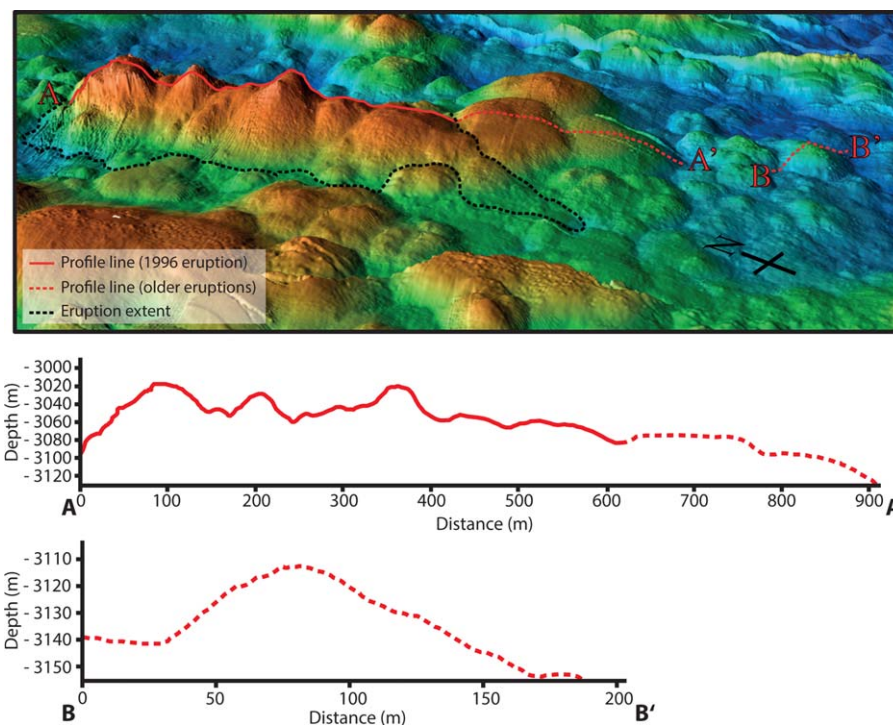 A
A'
B
B'
N
Profile line (1996 eruption)
Profile line (older eruptions)
Eruption extent
- 3000
- 3020
- 3040
- 3060
- 3080
- 3100
- 3120
Depth (m)
0 100 200 300 400 500 600 700 800 900
A Distance (m) A
- 3110
- 3120
- 3130
- 3140
- 3150
Depth (m)
0 50 100 150 200
B Distance (m) B'